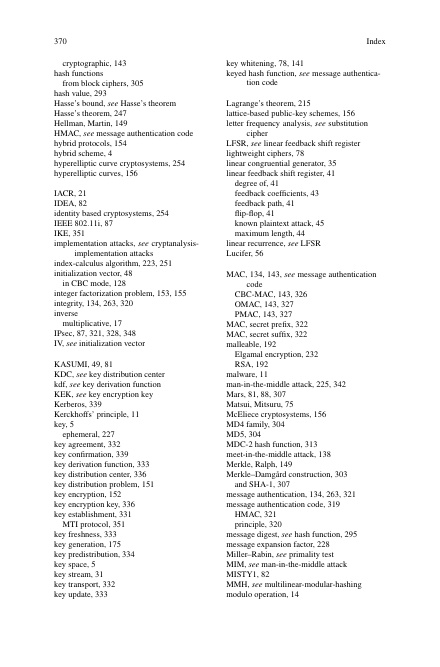 370
Index
cryptographic, 143
hash functions
from block ciphers, 305
hash value, 293
Hasse's bound, see Hasse's theorem
Hasse's theorem, 247
Hellman, Martin, 149
HMAC, see message authentication code
hybrid protocols, 154
hybrid scheme, 4
hyperelliptic curve cryptosystems, 254
hyperelliptic curves, 156
IACR, 21
IDEA, 82
identity based cryptosystems, 254
IEEE 802.11i, 87
IKE, 351
implementation attacks, see cryptanalysis-
implementation attacks
index-calculus algorithm, 223, 251
initialization vector, 48
in CBC mode, 128
integer factorization problem, 153, 155
integrity, 134, 263, 320
inverse
multiplicative, 17
IPsec, 87, 321, 328, 348
IV, see initialization vector
KASUMI, 49, 81
KDC, see key distribution center
kdf, see key derivation function
KEK, see key encryption key
Kerberos, 339
Kerckhoffs' principle, 11
key, 5
ephemeral, 227
key agreement, 332
key confirmation, 339
key derivation function, 333
key distribution center, 336
key distribution problem, 151
key encryption, 152
key encryption key, 336
key establishment, 331
MTI protocol, 351
key freshness, 333
key generation, 175
key predistribution, 334
key space, 5
key stream, 31
key transport, 332
key update, 333
key whitening, 78, 141
keyed hash function, see message authentica-
tion code
Lagrange's theorem, 215
lattice-based public-key schemes, 156
letter frequency analysis, see substitution
cipher
LFSR, see linear feedback shift register
lightweight ciphers, 78
linear congruential generator, 35
linear feedback shift register, 41
degree of, 41
feedback coefficients, 43
feedback path, 41
flip-flop, 41
known plaintext attack, 45
maximum length, 44
linear recurrence, see LFSR
Lucifer, 56
MAC, 134, 143, see message authentication
code
CBC-MAC, 143, 326
OMAC, 143, 327
PMAC, 143, 327
MAC, secret prefix, 322
MAC, secret suffix, 322
malleable, 192
Elgamal encryption, 232
RSA, 192
malware, 11
man-in-the-middle attack, 225, 342
Mars, 81, 88, 307
Matsui, Mitsuru, 75
McEliece cryptosystems, 156
MD4 family, 304
MD5, 304
MDC-2 hash function, 313
meet-in-the-middle attack, 138
Merkle, Ralph, 149
Merkle–Damgård construction, 303
and SHA-1, 307
message authentication, 134, 263, 321
message authentication code, 319
HMAC, 321
principle, 320
message digest, see hash function, 295
message expansion factor, 228
Miller–Rabin, see primality test
MIM, see man-in-the-middle attack
MISTY1, 82
MMH, see multilinear-modular-hashing
modulo operation, 14